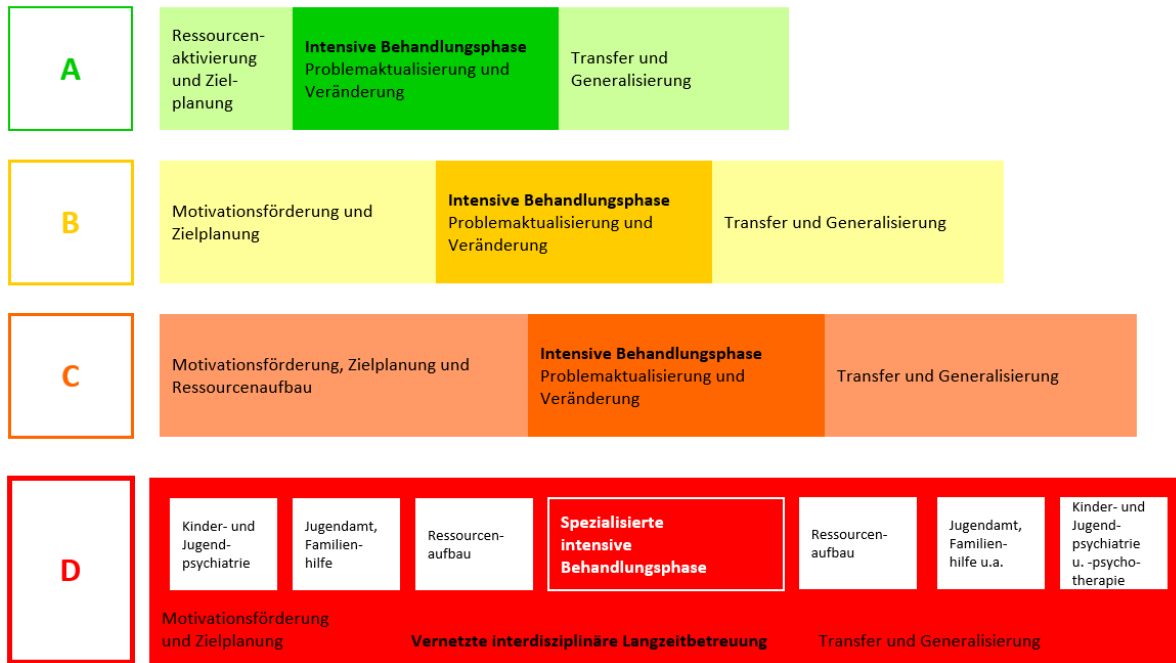 A
Ressourcen-
aktivierung
und Ziel-
planung
Intensive Behandlungsphase
Problemaktualisierung und
Veränderung
Transfer und
Generalisierung
B
Motivationsförderung und
Zielplanung
Intensive Behandlungsphase
Problemaktualisierung und
Veränderung
Transfer und Generalisierung
C
Motivationsförderung, Zielplanung und
Ressourcenaufbau
Intensive Behandlungsphase
Problemaktualisierung und
Veränderung
Transfer und Generalisierung
D
Kinder- und
Jugend-
psychiatrie
Jugendamt,
Familien-
hilfe
Ressourcen-
aufbau
Spezialisierte
intensive
Behandlungsphase
Ressourcen-
aufbau
Jugendamt,
Familien-
hilfe u.a.
Kinder- und
Jugend-
psychiatrie
u. -psycho-
therapie
Motivationsförderung
und Zielplanung
Vernetzte interdisziplinäre Langzeitbetreuung
Transfer und Generalisierung